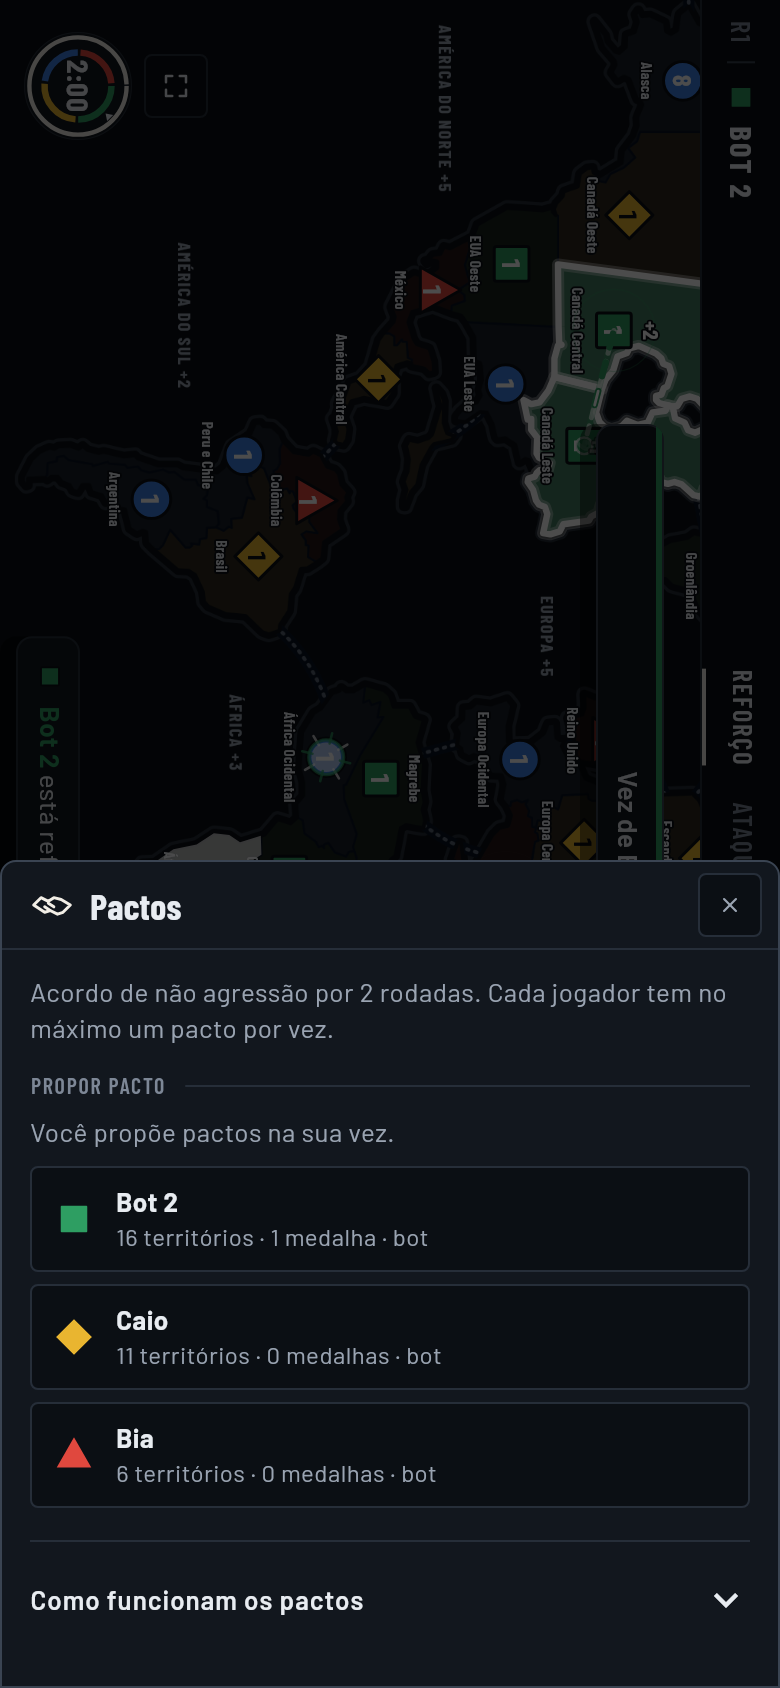 R1
BOT 2
REFORÇO
ATAQU
2:00
AMÉRICA DO NORTE +5
Alasca
8
Canadá Oeste
1
EUA Oeste
1
México
1
Canadá Central
+2
AMÉRICA DO SUL +2
América Central
1
EUA Leste
1
Canadá Leste
Peru e Chile
1
Colômbia
1
Argentina
1
Brasil
1
Groenlândia
EUROPA +5
ÁFRICA +3
África Ocidental
1
Magrebe
1
Europa Ocidental
1
Reino Unido
Europa Ce
1
Escand
Vez de
Bot 2 está ref
Pactos
Acordo de não agressão por 2 rodadas. Cada jogador tem no
máximo um pacto por vez.
PROPOR PACTO
Você propõe pactos na sua vez.
Bot 2
16 territórios · 1 medalha · bot
Caio
11 territórios · 0 medalhas · bot
Bia
6 territórios · 0 medalhas · bot
Como funcionam os pactos